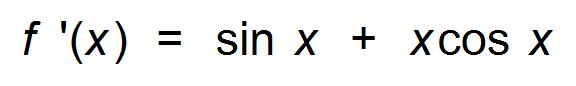 f '(x) = sin x + xcos x